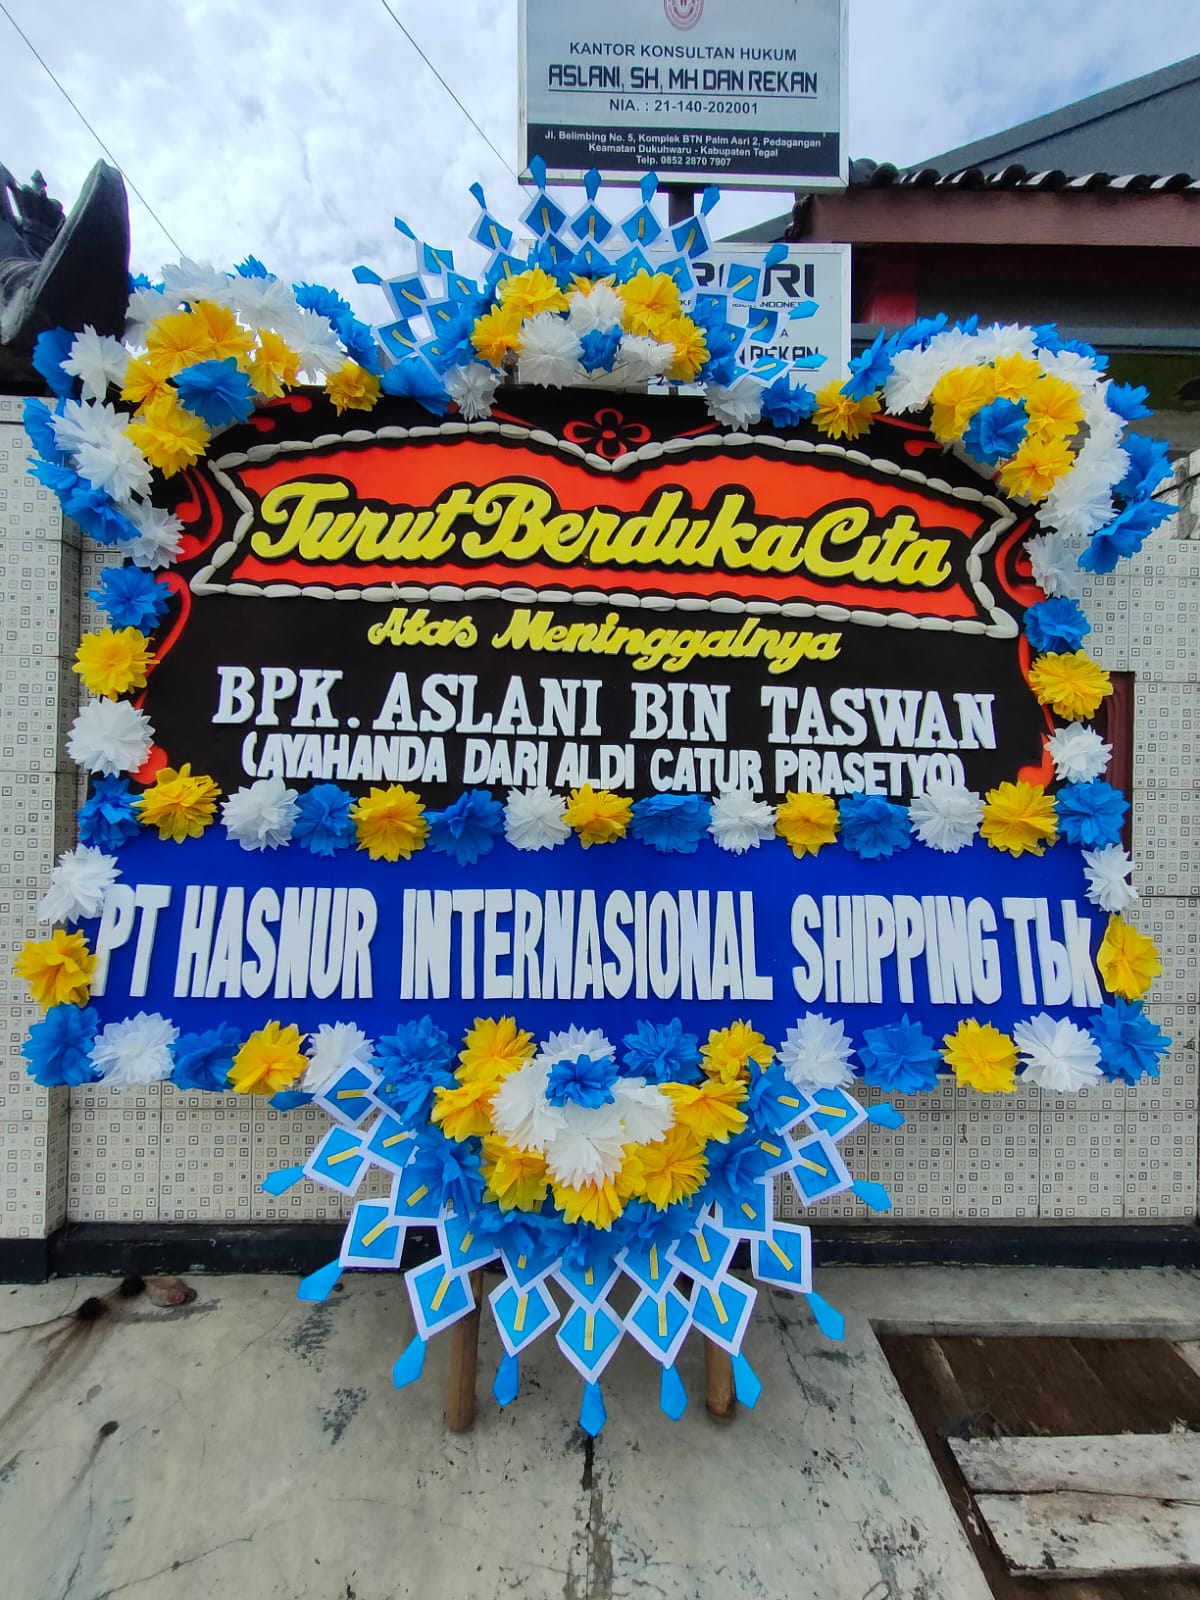 KANTOR KONSULTAN HUKUM
ASLANI, SH, MH DAN REKAN
NIA. : 21-140-202001
Jl. Belimbing No. 5, Komplek BTN Palm Asri 2, Pedagangan
Keamatan Dukuhwaru - Kabupaten Tegal
Telp. 0852 2870 7907
REKAN
Turut Berduka Cita
Atas Meninggalnya
BPK. ASLANI BIN TASWAN
(AYAHANDA DARI ALDI CATUR PRASETYO)
PT HASNUR INTERNASIONAL SHIPPING Tbk